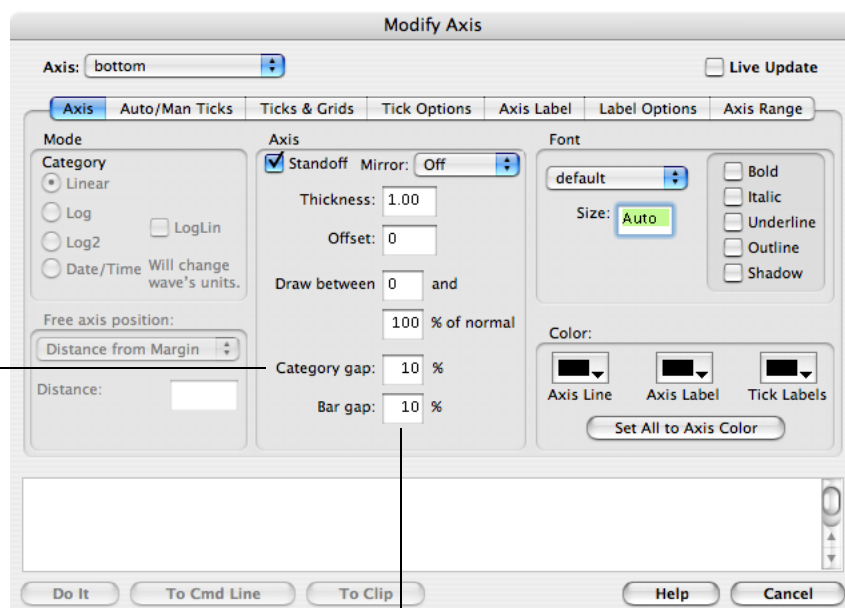 Modify Axis
Axis: bottom
Live Update
Axis Auto/Man Ticks Ticks & Grids Tick Options Axis Label Label Options Axis Range
Mode
Category
Linear
Log
LogLin
Log2
Date/Time Will change
wave's units.
Free axis position:
Distance from Margin
Distance:
Axis
Standoff Mirror: Off
Thickness: 1.00
Offset: 0
Draw between 0 and
100 % of normal
Category gap: 10 %
Bar gap: 10 %
Font
default
Size: Auto
Bold
Italic
Underline
Outline
Shadow
Color:
Axis Line Axis Label Tick Labels
Set All to Axis Color
Do It To Cmd Line To Clip Help Cancel